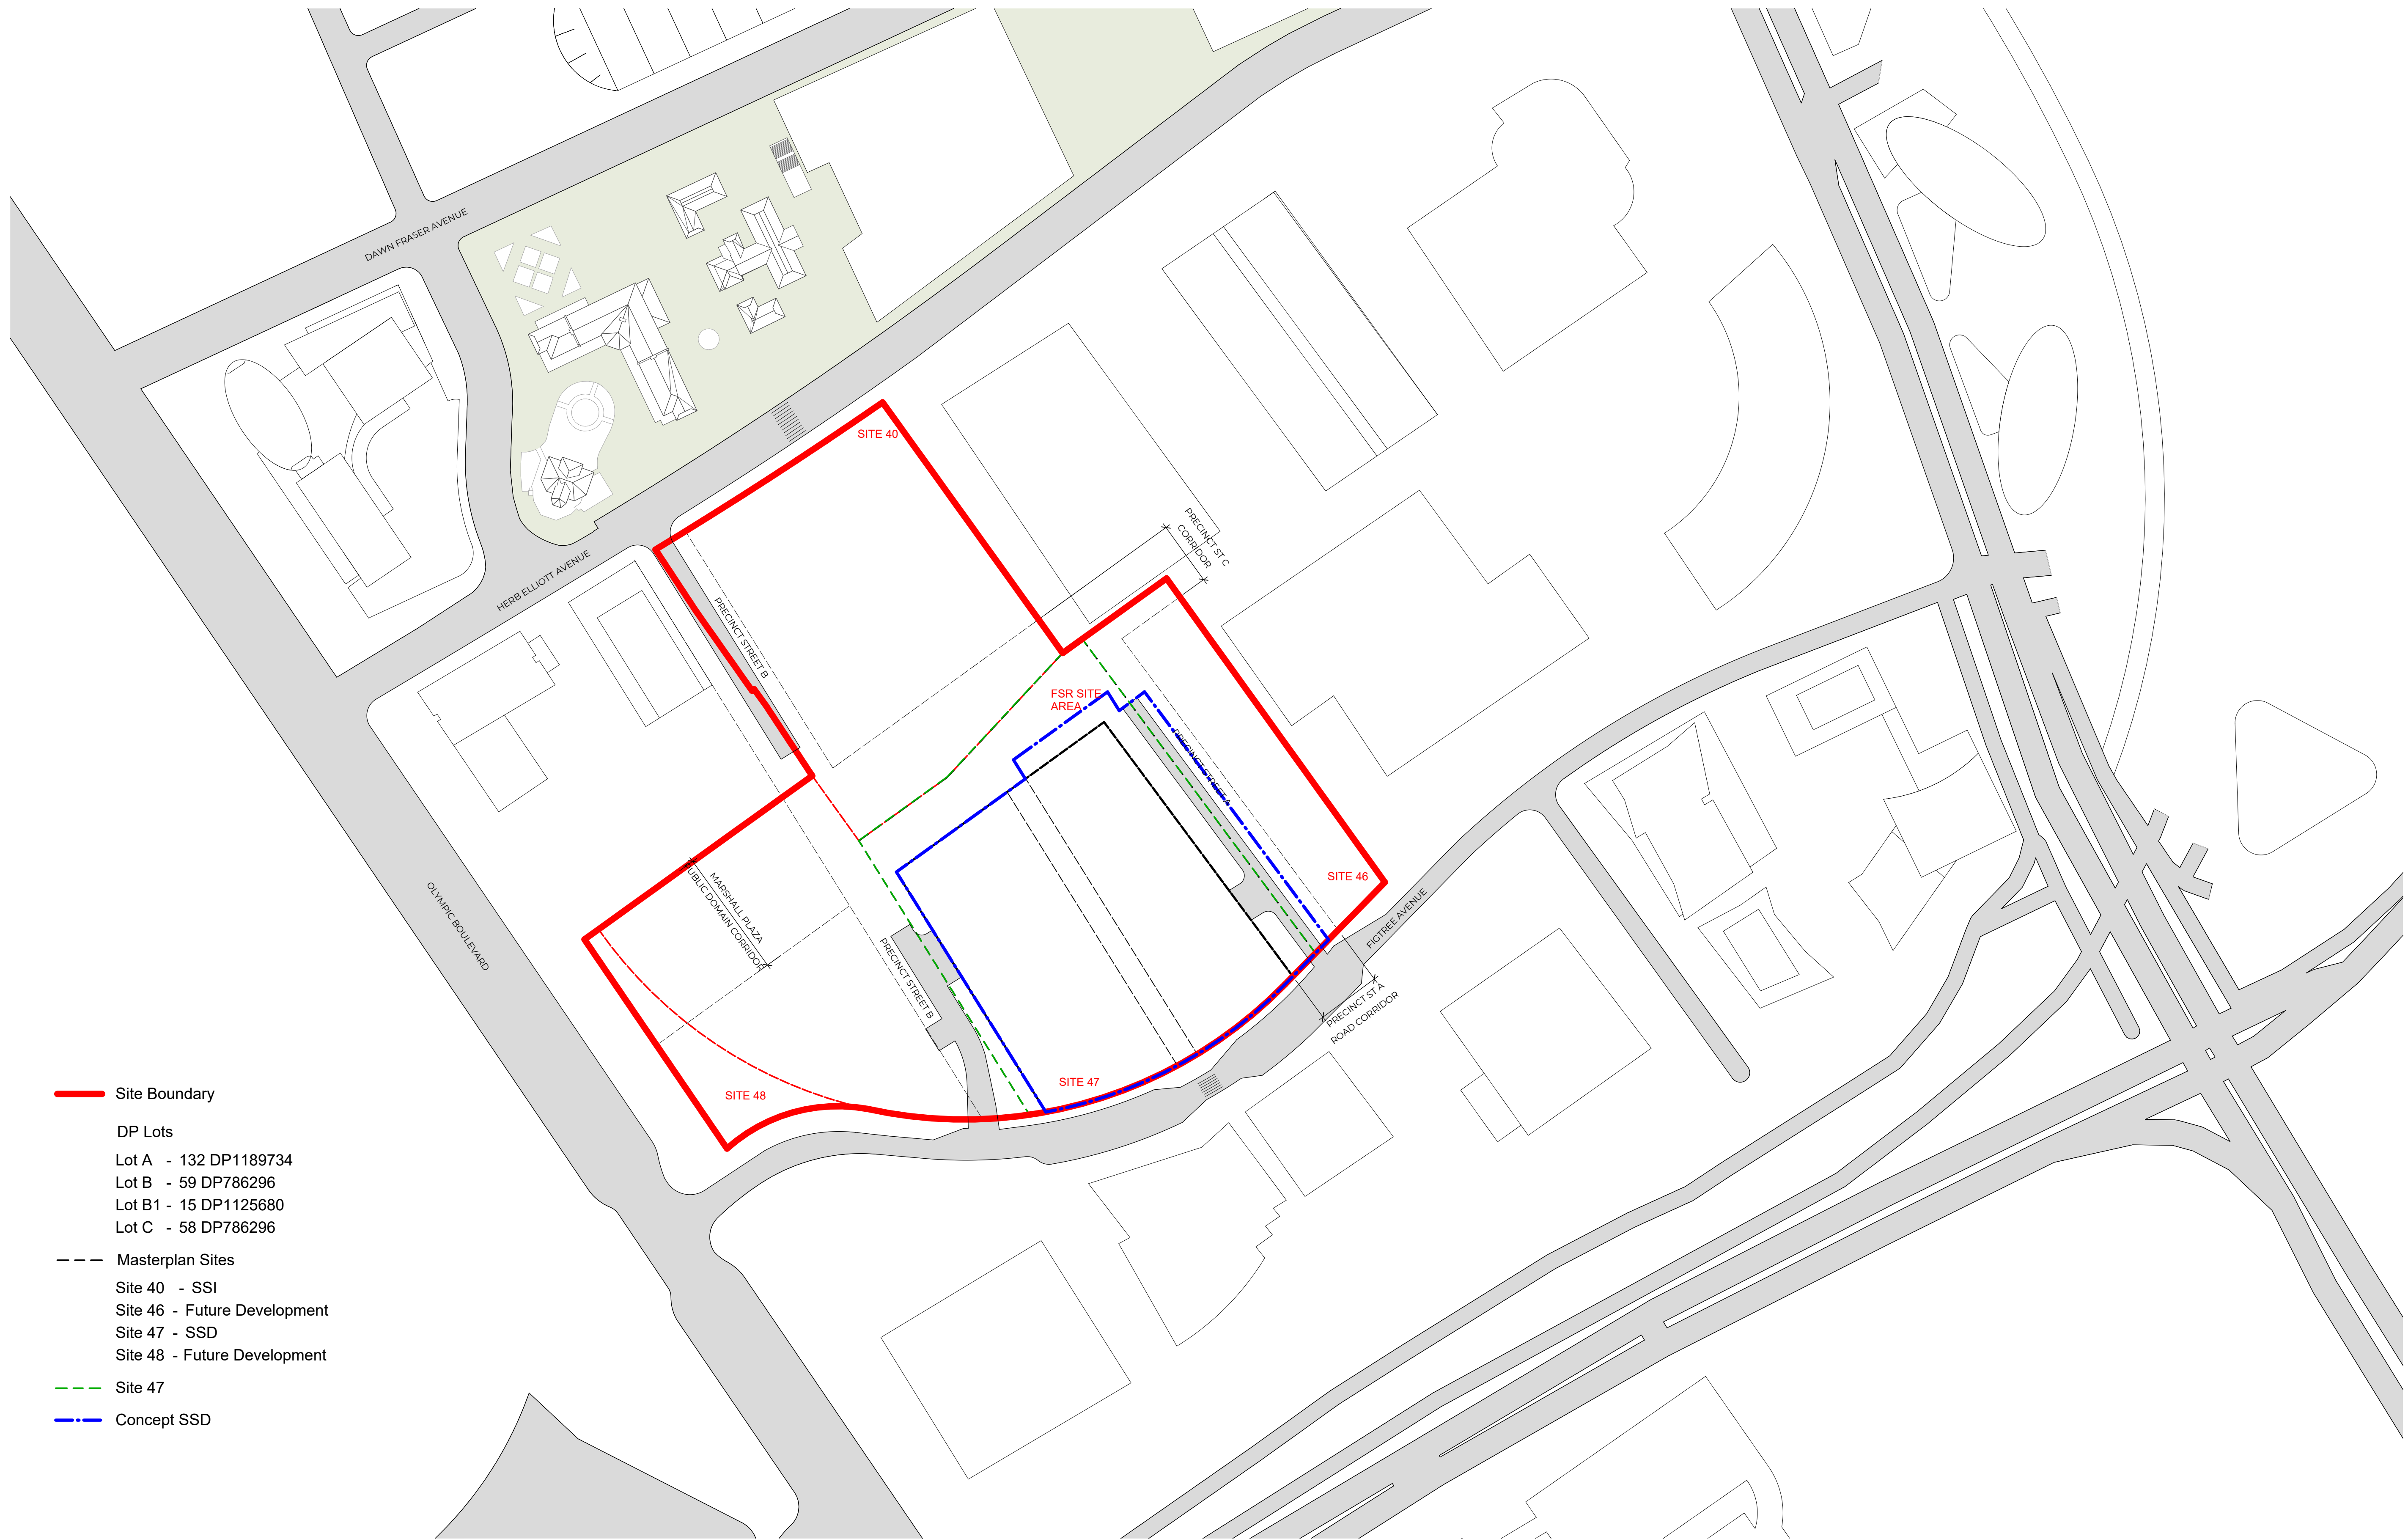 DAWN FRASER AVENUE
SITE 40
PRECINCT ST C
CORRIDOR
HERB ELLIOTT AVENUE
PRECINCT STREET B
FSR SITE
AREA
PRECINCT STREET A
MARSHALL PLAZA
PUBLIC DOMAIN CORRIDOR
SITE 46
OLYMPIC BOULEVARD
FIGTREE AVENUE
PRECINCT STREET B
PRECINCT ST A
ROAD CORRIDOR
SITE 47
SITE 48
Site Boundary
DP Lots
Lot A - 132 DP1189734
Lot B - 59 DP786296
Lot B1 - 15 DP1125680
Lot C - 58 DP786296
Masterplan Sites
Site 40 - SSI
Site 46 - Future Development
Site 47 - SSD
Site 48 - Future Development
Site 47
Concept SSD